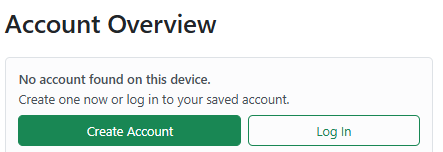 Account Overview
No account found on this device.
Create one now or log in to your saved account.
Create Account
Log In